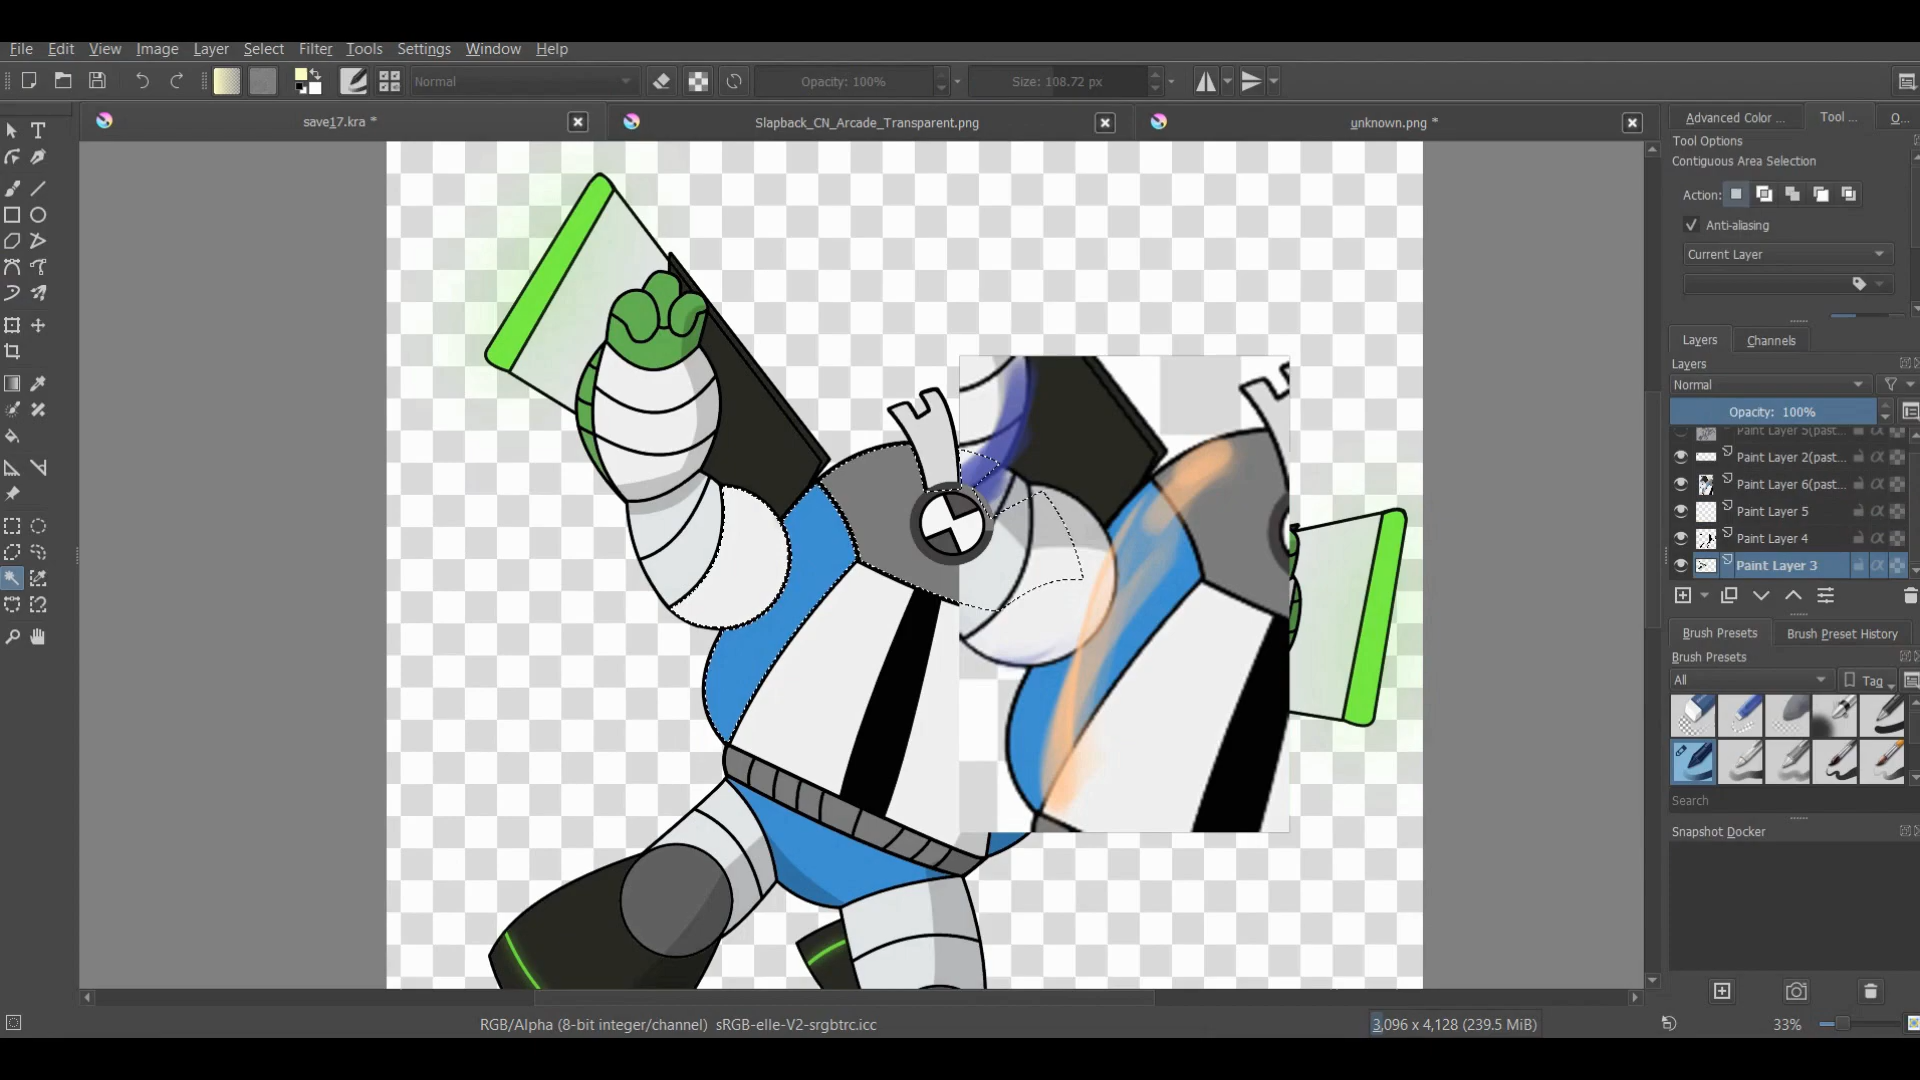 File Edit View Image Layer Select Filter Tools Settings Window Help
Normal Opacity: 100% Size: 108.72 px
save17.kra * Slapback_CN_Arcade_Transparent.png unknown.png *
Advanced Color ... Tool ... O...
Tool Options
Contiguous Area Selection
Action:
Anti-aliasing
Current Layer
Layers Channels
Layers
Normal
Opacity: 100%
Paint Layer 5(past...
Paint Layer 2(past...
Paint Layer 6(past...
Paint Layer 5
Paint Layer 4
Paint Layer 3
Brush Presets Brush Preset History
Brush Presets
All Tag
Search
Snapshot Docker
RGB/Alpha (8-bit integer/channel) sRGB-elle-V2-srgbtrc.icc 3,096 x 4,128 (239.5 MiB) 33%